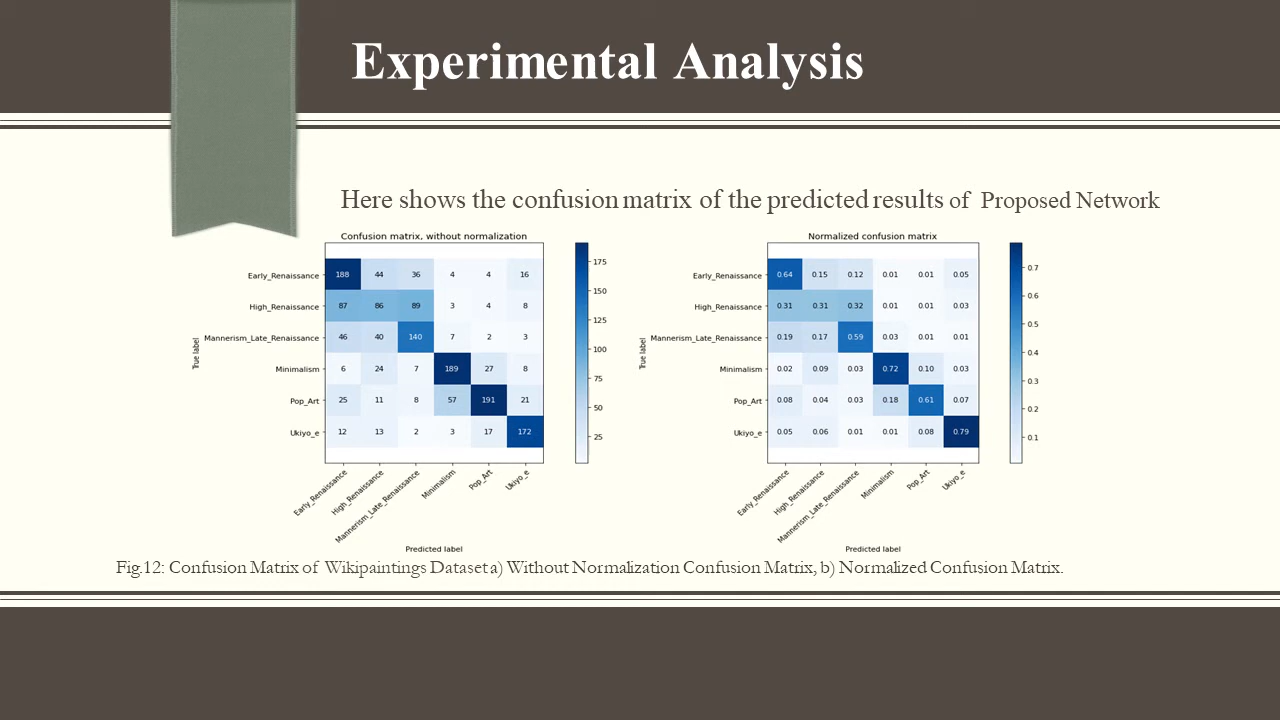 Experimental Analysis
Here shows the confusion matrix of the predicted results of Proposed Network
Confusion matrix, without normalization
True label
Early_Renaissance 188 44 36 4 4 16
High_Renaissance 87 86 89 3 4 8
Mannerism_Late_Renaissance 46 40 140 7 2 3
Minimalism 6 24 7 189 27 8
Pop_Art 25 11 8 57 191 21
Ukiyo_e 12 13 2 3 17 172
Early_Renaissance
High_Renaissance
Mannerism_Late_Renaissance
Minimalism
Pop_Art
Ukiyo_e
Predicted label
175
150
125
100
75
50
25
Normalized confusion matrix
True label
Early_Renaissance 0.64 0.15 0.12 0.01 0.01 0.05
High_Renaissance 0.31 0.31 0.32 0.01 0.01 0.03
Mannerism_Late_Renaissance 0.19 0.17 0.59 0.03 0.01 0.01
Minimalism 0.02 0.09 0.03 0.72 0.10 0.03
Pop_Art 0.08 0.04 0.03 0.18 0.61 0.07
Ukiyo_e 0.05 0.06 0.01 0.01 0.08 0.79
Early_Renaissance
High_Renaissance
Mannerism_Late_Renaissance
Minimalism
Pop_Art
Ukiyo_e
Predicted label
0.7
0.6
0.5
0.4
0.3
0.2
0.1
Fig.12: Confusion Matrix of Wikipaintings Dataset a) Without Normalization Confusion Matrix, b) Normalized Confusion Matrix.